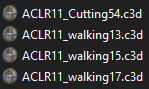 ACLR11_Cutting54.c3d
ACLR11_walking13.c3d
ACLR11_walking15.c3d
ACLR11_walking17.c3d